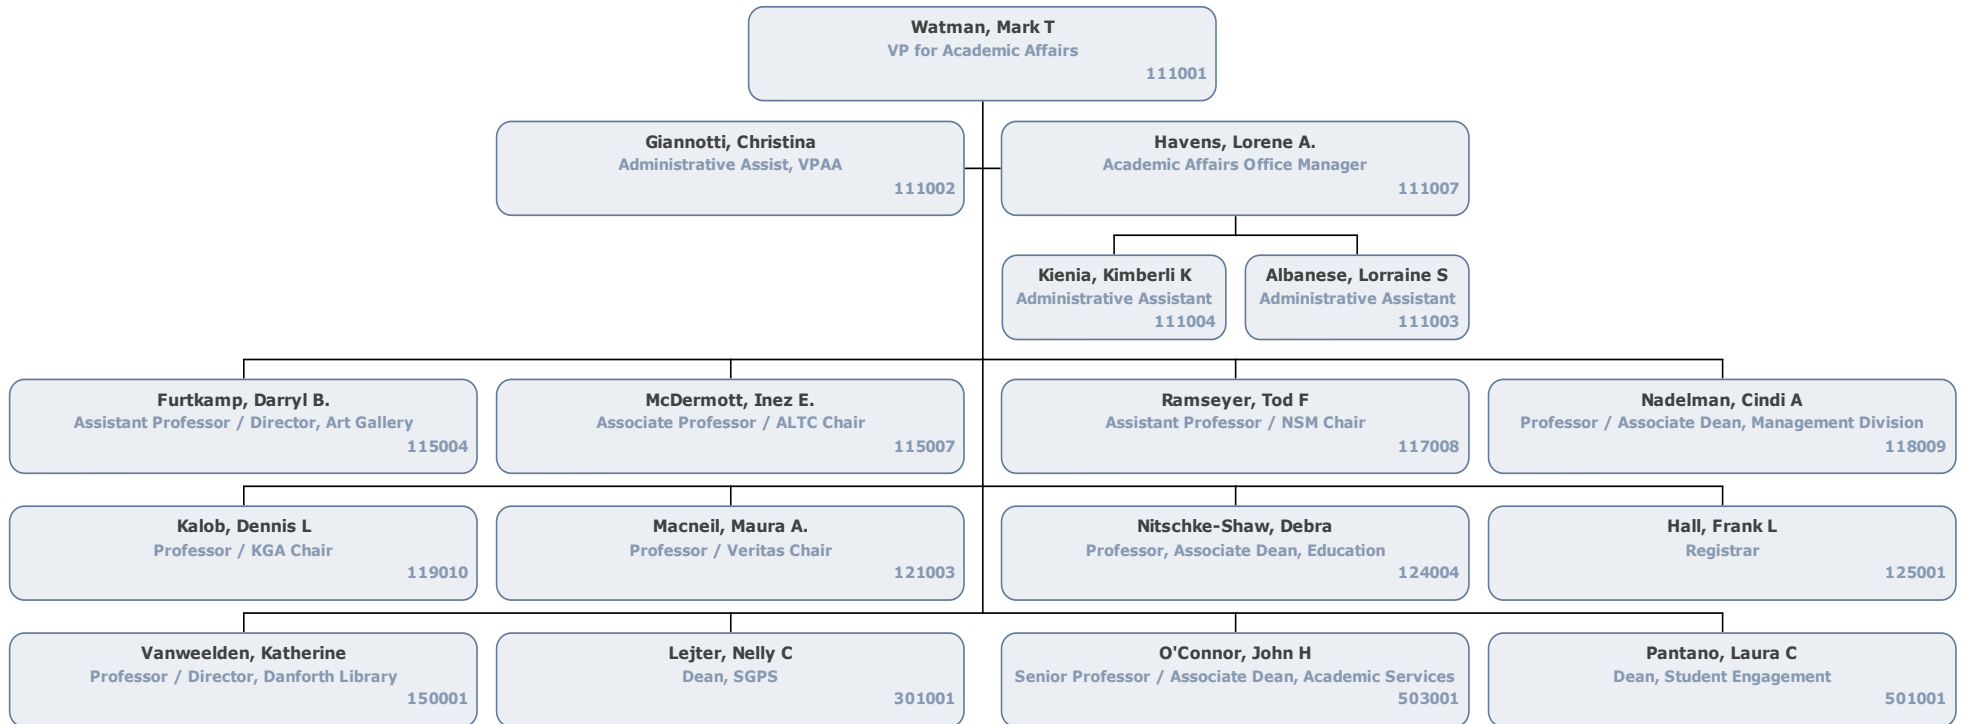 Watman, Mark T
VP for Academic Affairs
111001
Giannotti, Christina
Administrative Assist, VPAA
111002
Havens, Lorene A.
Academic Affairs Office Manager
111007
Kienia, Kimberli K
Administrative Assistant
111004
Albanese, Lorraine S
Administrative Assistant
111003
Furtkamp, Darryl B.
Assistant Professor / Director, Art Gallery
115004
McDermott, Inez E.
Associate Professor / ALTC Chair
115007
Ramseyer, Tod F
Assistant Professor / NSM Chair
117008
Nadelman, Cindi A
Professor / Associate Dean, Management Division
118009
Kalob, Dennis L
Professor / KGA Chair
119010
Macneil, Maura A.
Professor / Veritas Chair
121003
Nitschke-Shaw, Debra
Professor, Associate Dean, Education
124004
Hall, Frank L
Registrar
125001
Vanweelden, Katherine
Professor / Director, Danforth Library
150001
Lejter, Nelly C
Dean, SGPS
301001
O'Connor, John H
Senior Professor / Associate Dean, Academic Services
503001
Pantano, Laura C
Dean, Student Engagement
501001